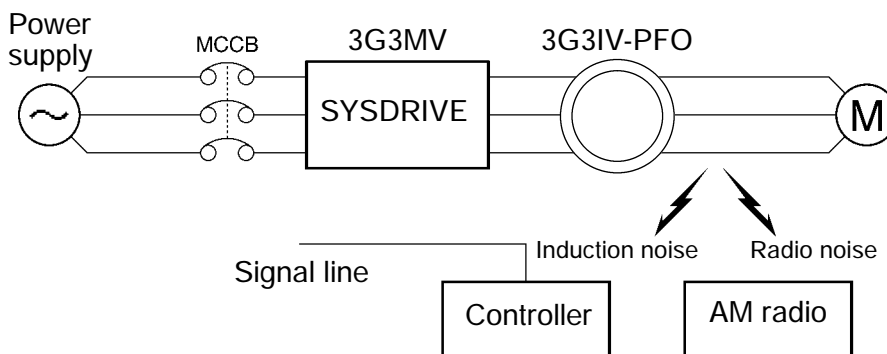 Power
supply
MCCB
3G3MV
3G3IV-PFO
SYSDRIVE
M
Induction noise
Radio noise
Signal line
Controller
AM radio